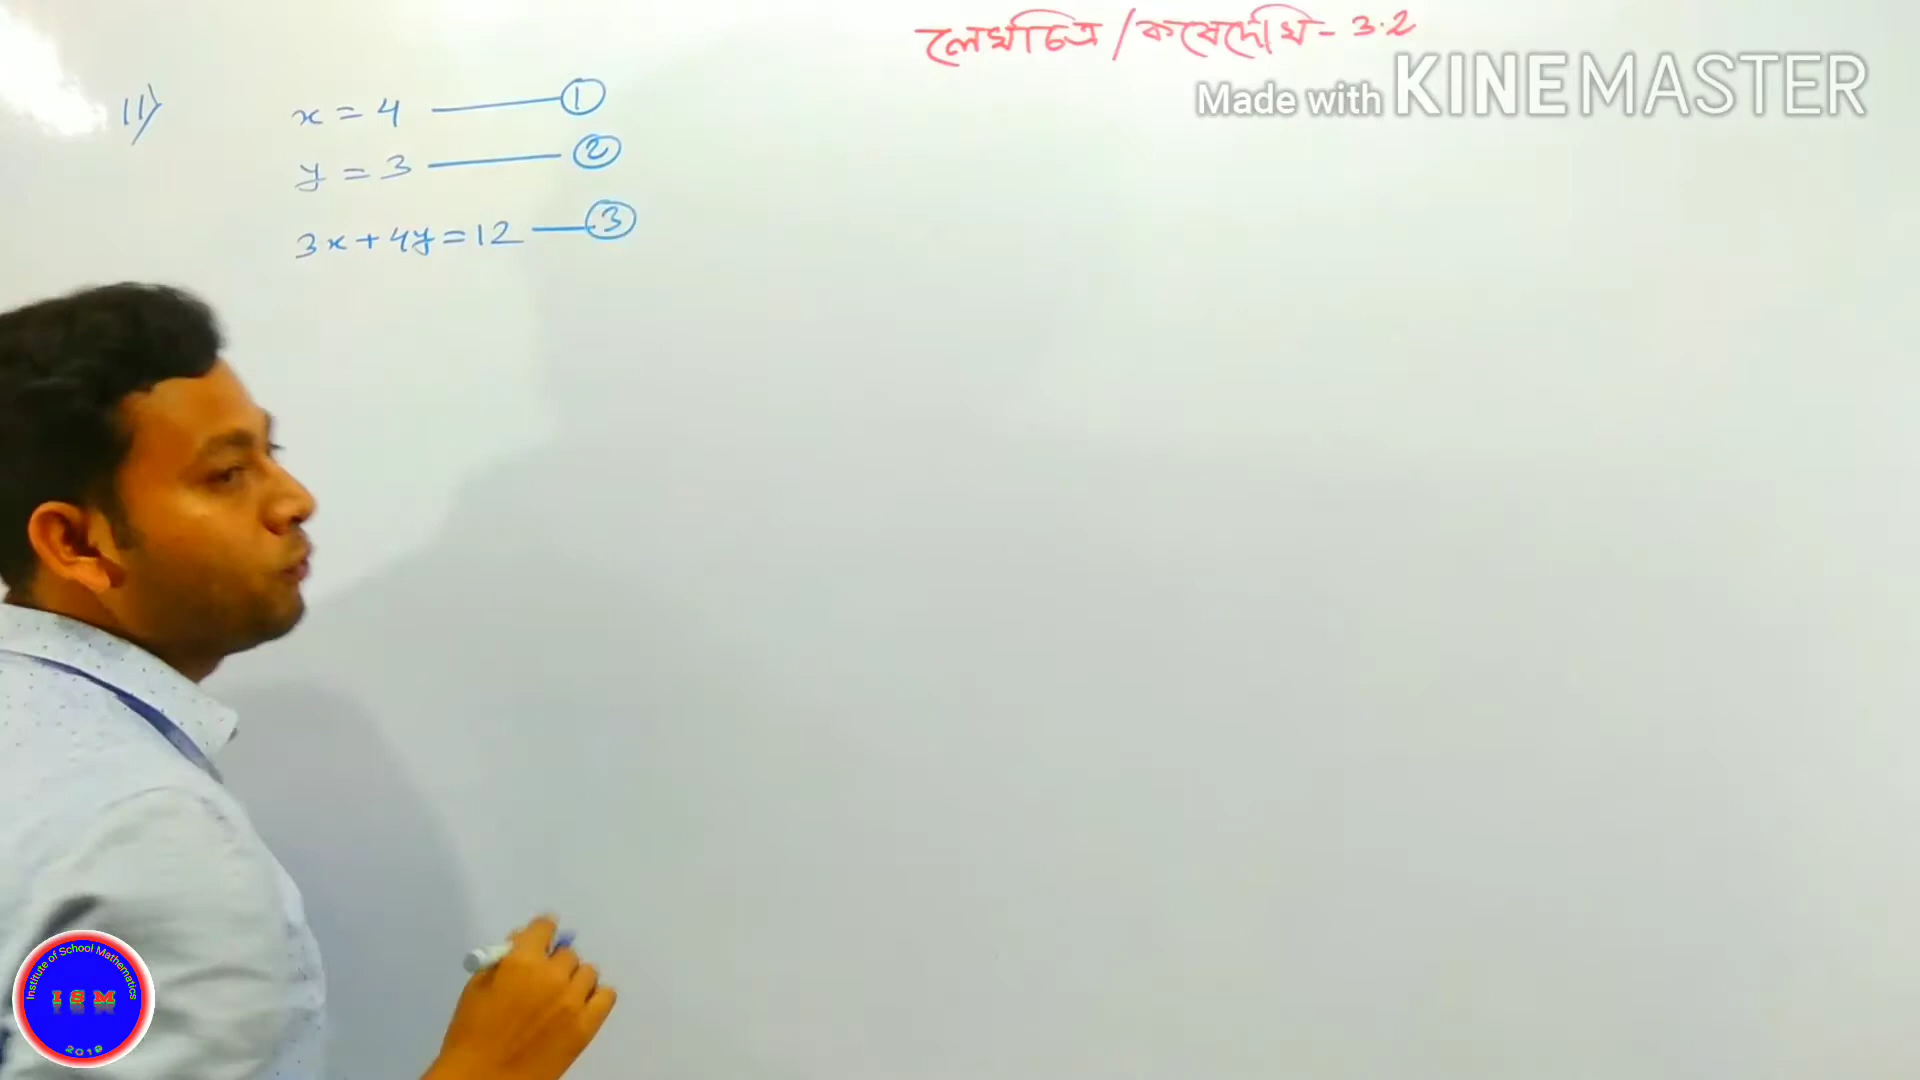 লেখচিত্র / কষেদেখি - 3.2
Made with KINEMASTER
11) x = 4 —— ①
y = 3 —— ②
3x + 4y = 12 —— ③
Institute of School Mathematics
ISM
2019